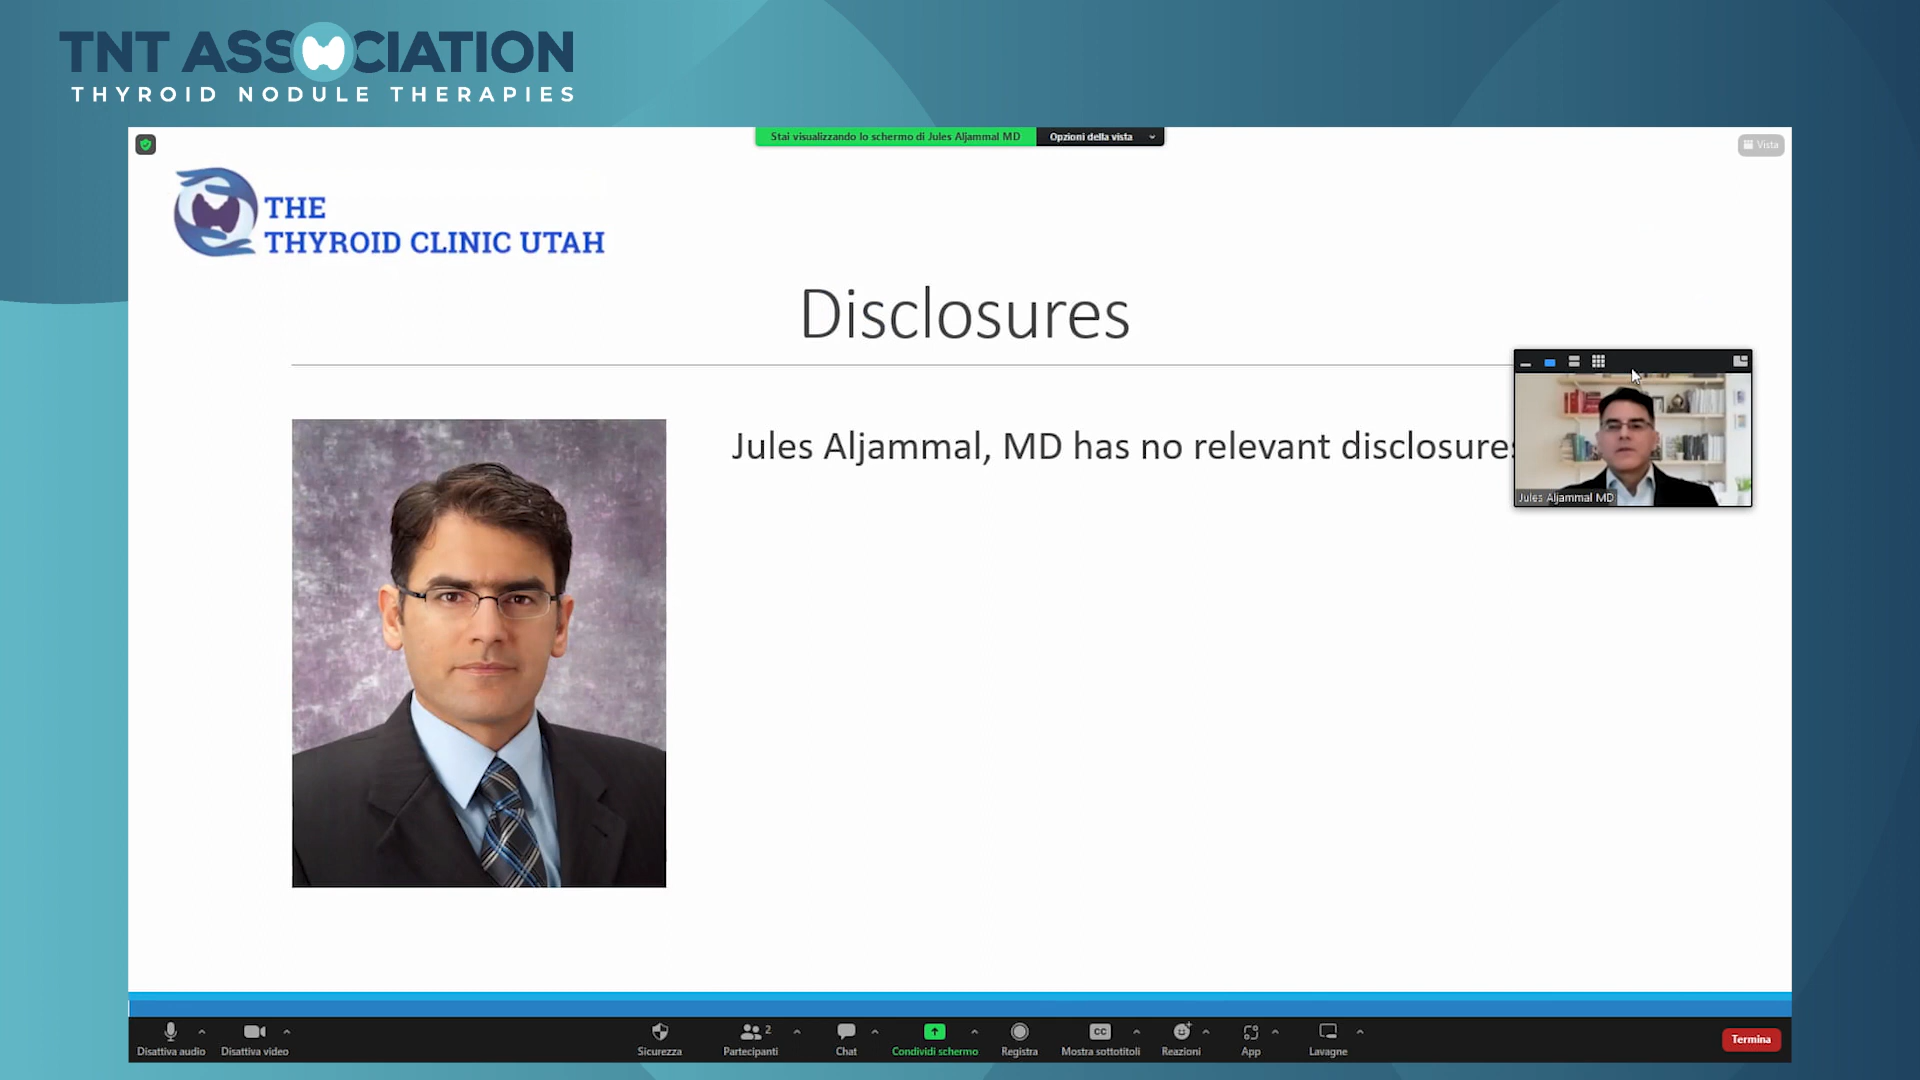 TNT ASSOCIATION
THYROID NODULE THERAPIES
Stai visualizzando lo schermo di Jules Aljammal MD
Opzioni della vista
Vista
THE
THYROID CLINIC UTAH
Disclosures
Jules Aljammal, MD has no relevant disclosures
Jules Aljammal MD
Disattiva audio
Disattiva video
Sicurezza
2
Partecipanti
Chat
Condividi schermo
Registra
CC
Mostra sottotitoli
Reazioni
App
Lavagne
Termina